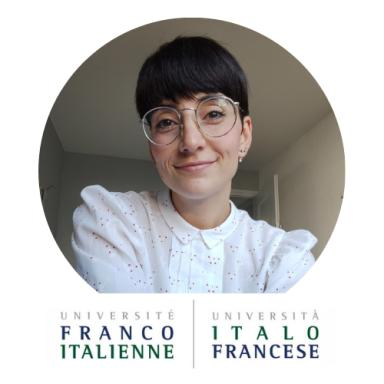 UNIVERSITÉ
FRANCO
ITALIENNE
UNIVERSITÀ
ITALO
FRANCESE